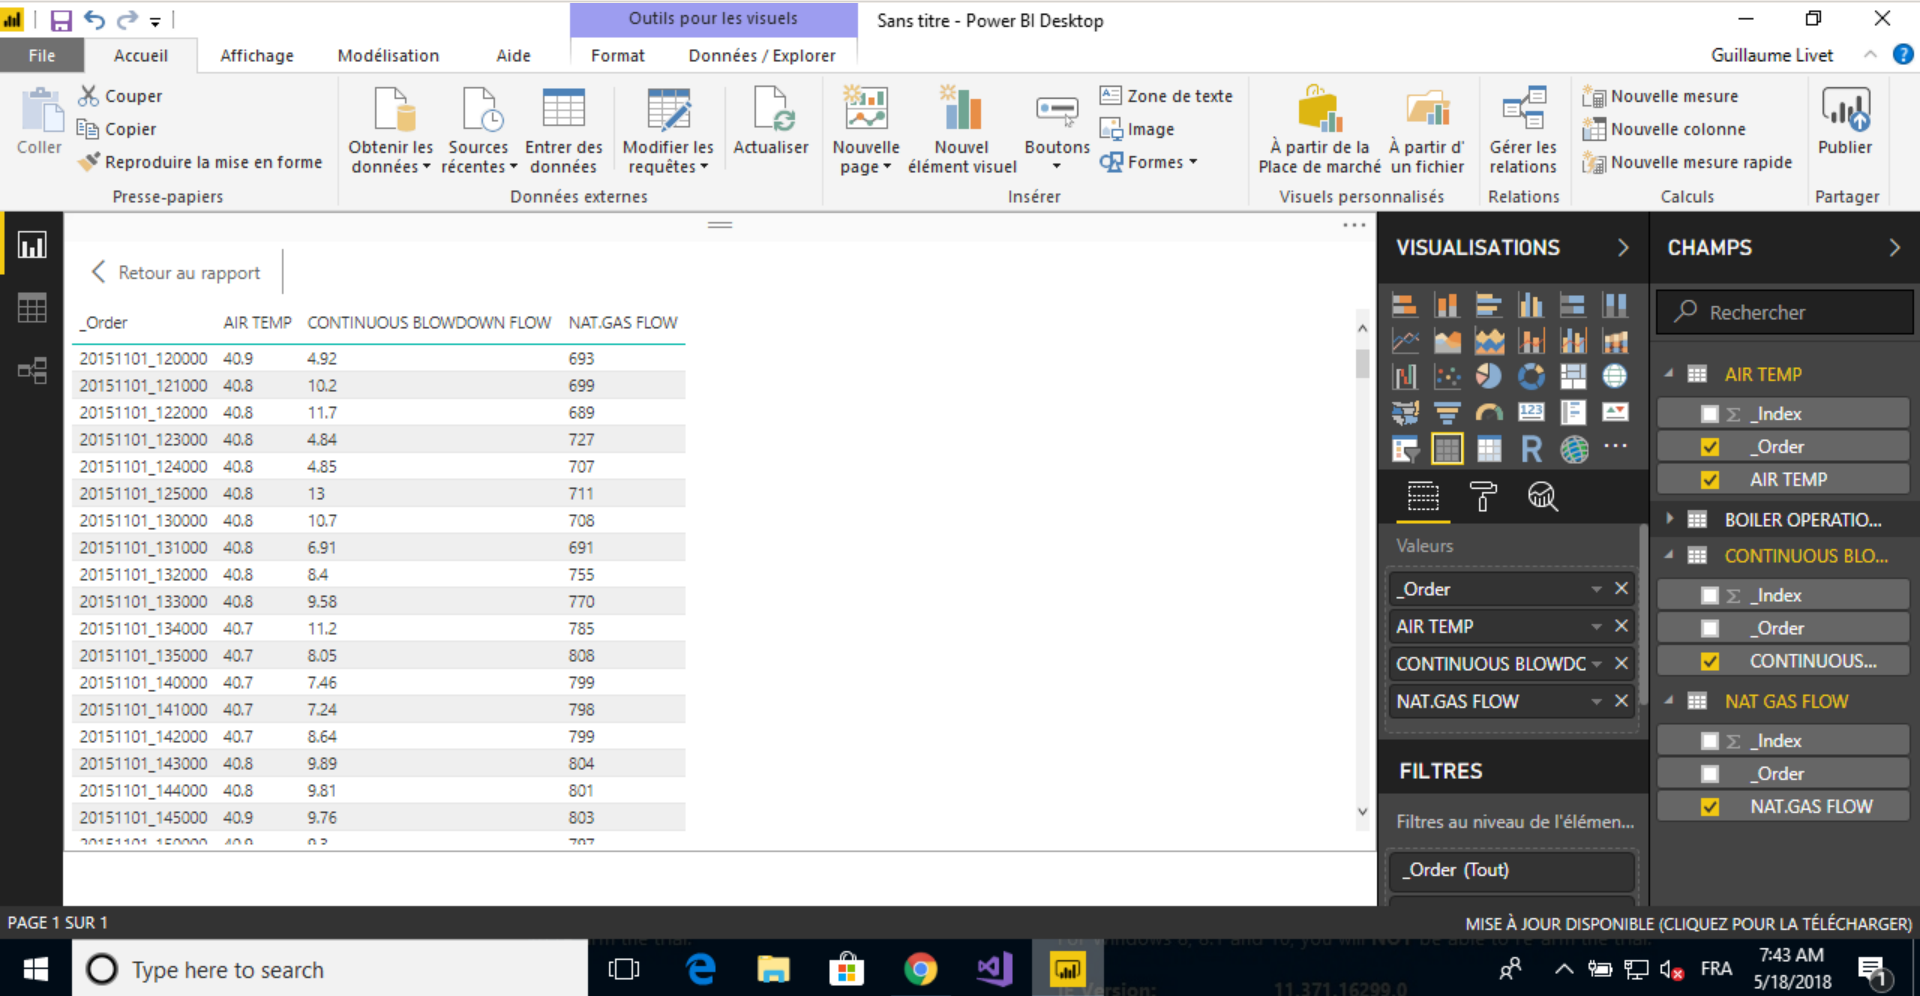 Outils pour les visuels
Sans titre - Power BI Desktop
File
Accueil
Affichage
Modélisation
Aide
Format
Données / Explorer
Guillaume Livet
?
Coller
Couper
Copier
Reproduire la mise en forme
Presse-papiers
Obtenir les données
Sources récentes
Entrer des données
Modifier les requêtes
Actualiser
Données externes
Nouvelle page
Nouvel élément visuel
Boutons
Zone de texte
Image
Formes
Insérer
À partir de la Place de marché
À partir d' un fichier
Visuels personnalisés
Gérer les relations
Relations
Nouvelle mesure
Nouvelle colonne
Nouvelle mesure rapide
Calculs
Publier
Partager
Retour au rapport
_Order AIR TEMP CONTINUOUS BLOWDOWN FLOW NAT.GAS FLOW
20151101_120000 40.9 4.92 693
20151101_121000 40.8 10.2 699
20151101_122000 40.8 11.7 689
20151101_123000 40.8 4.84 727
20151101_124000 40.8 4.85 707
20151101_125000 40.8 13 711
20151101_130000 40.8 10.7 708
20151101_131000 40.8 6.91 691
20151101_132000 40.8 8.4 755
20151101_133000 40.8 9.58 770
20151101_134000 40.7 11.2 785
20151101_135000 40.7 8.05 808
20151101_140000 40.7 7.46 799
20151101_141000 40.7 7.24 798
20151101_142000 40.7 8.64 799
20151101_143000 40.8 9.89 804
20151101_144000 40.8 9.81 801
20151101_145000 40.9 9.76 803
20151101_150000 40.9 9.3 797
VISUALISATIONS
123
R
Valeurs
_Order
AIR TEMP
CONTINUOUS BLOWDC
NAT.GAS FLOW
FILTRES
Filtres au niveau de l'élémen...
_Order (Tout)
CHAMPS
Rechercher
AIR TEMP
Σ _Index
_Order
AIR TEMP
BOILER OPERATIO...
CONTINUOUS BLO...
Σ _Index
_Order
CONTINUOUS...
NAT GAS FLOW
Σ _Index
_Order
NAT.GAS FLOW
PAGE 1 SUR 1
MISE À JOUR DISPONIBLE (CLIQUEZ POUR LA TÉLÉCHARGER)
Type here to search
Version: 11.371.16299.0
FRA
7:43 AM
5/18/2018
1